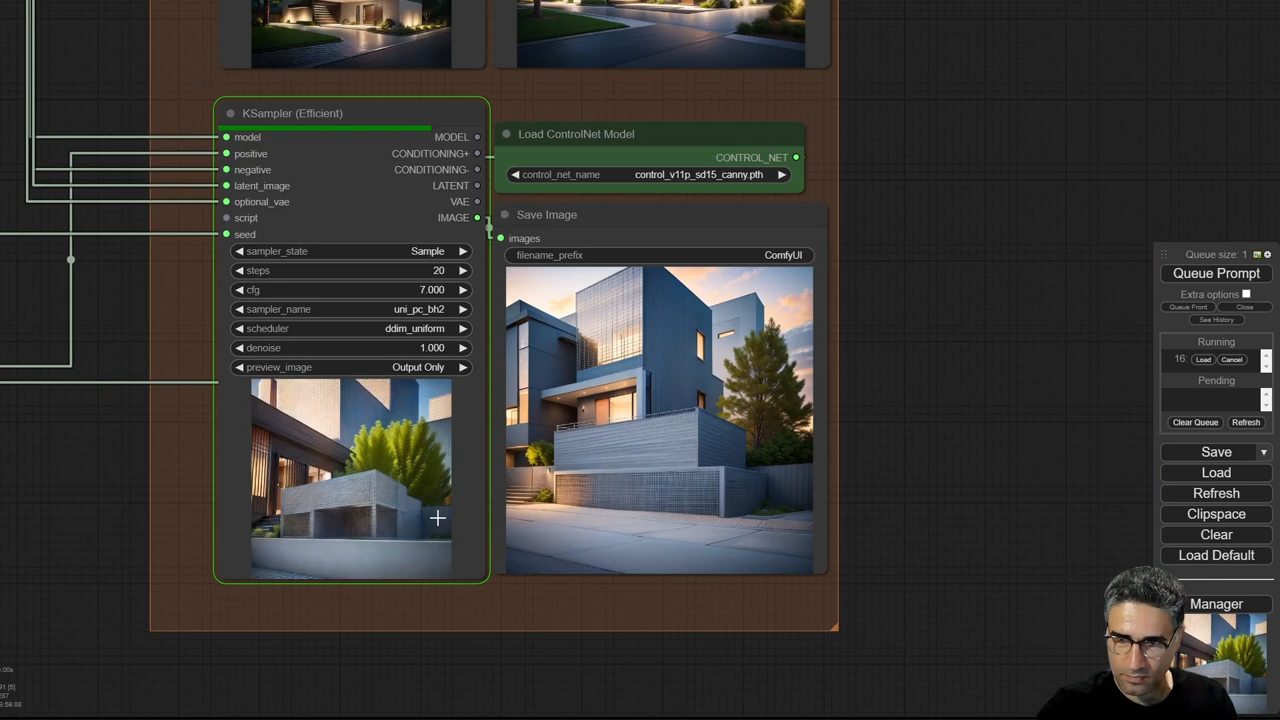 KSampler (Efficient)
model MODEL
positive CONDITIONING+
negative CONDITIONING-
latent_image LATENT
optional_vae VAE
script IMAGE
seed
sampler_state Sample
steps 20
cfg 7.000
sampler_name uni_pc_bh2
scheduler ddim_uniform
denoise 1.000
preview_image Output Only
Load ControlNet Model
CONTROL_NET
control_net_name control_v11p_sd15_canny.pth
Save Image
images
filename_prefix ComfyUI
Queue size: 1
Queue Prompt
Extra options
Queue Front Close
See History
Running
16: Load Cancel
Pending
Clear Queue Refresh
Save
Load
Refresh
Clipspace
Clear
Load Default
Manager